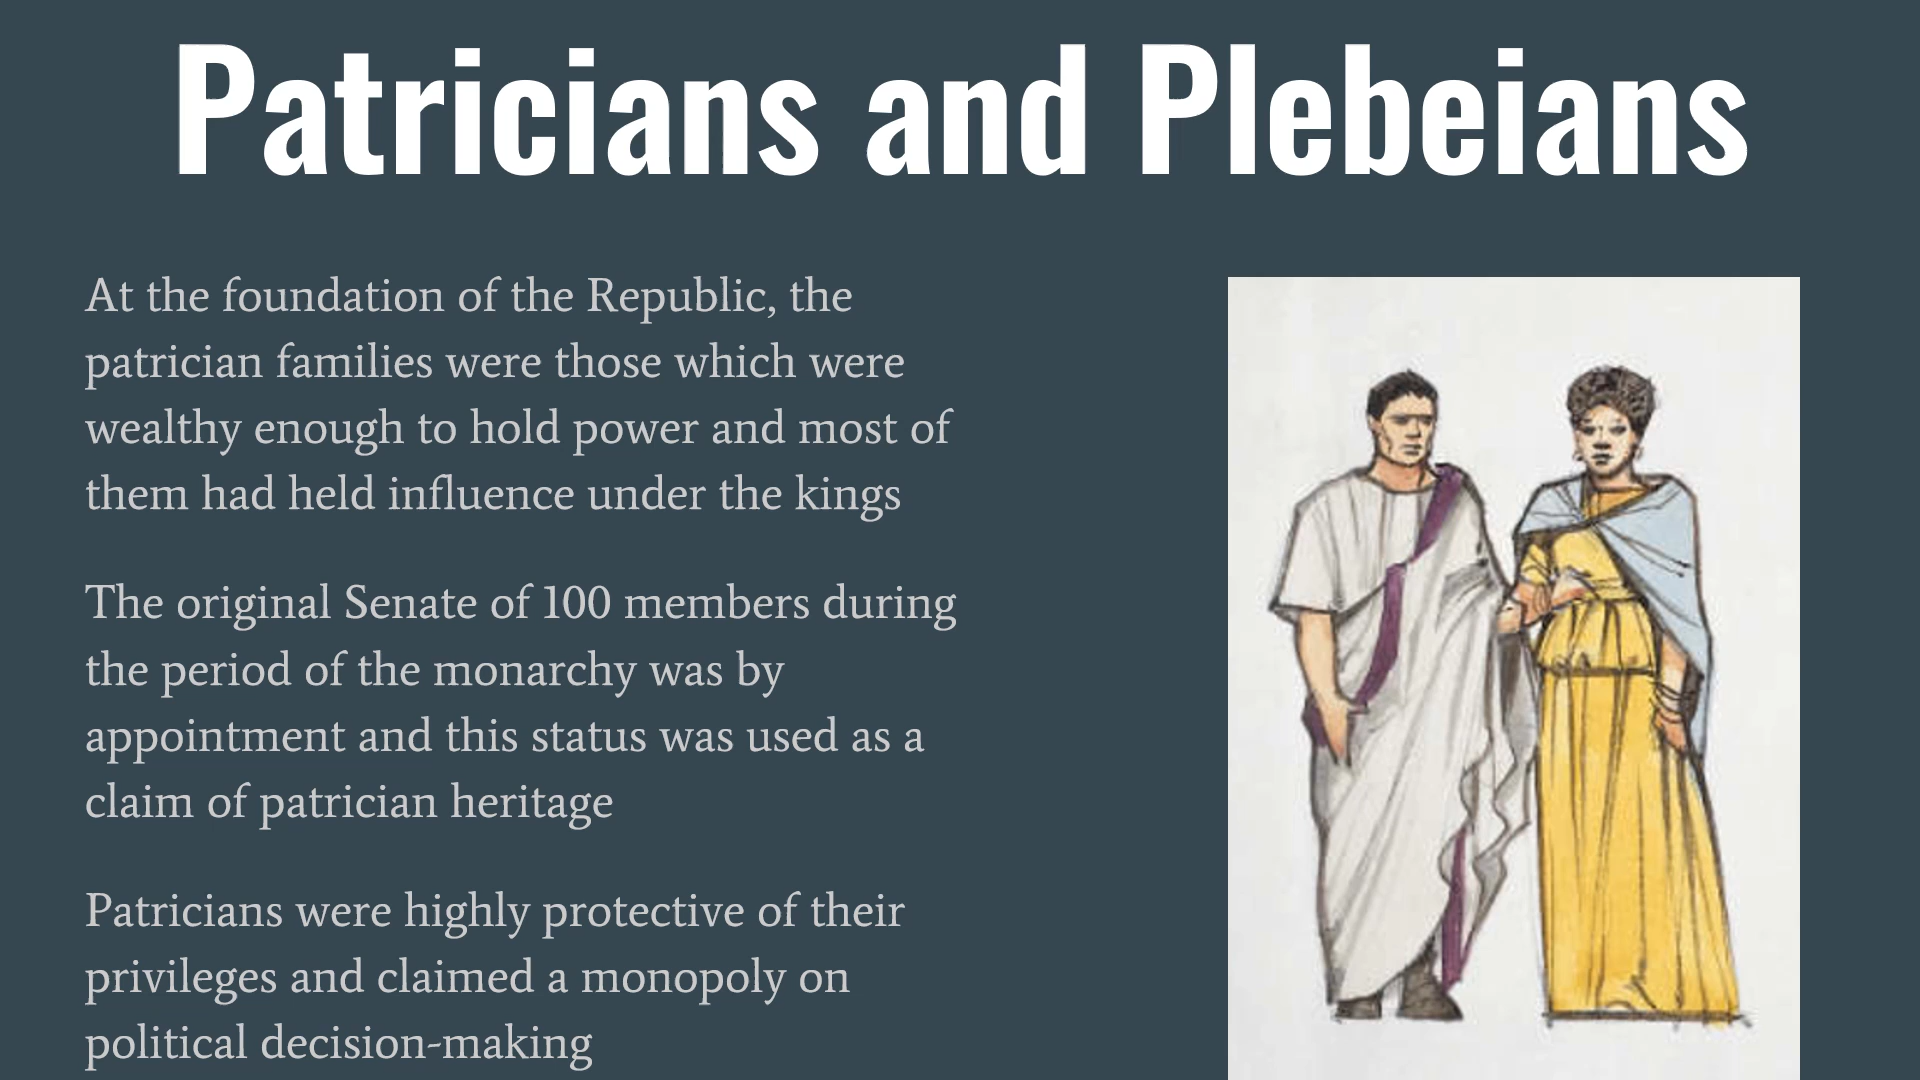 Patricians and Plebeians
At the foundation of the Republic, the
patrician families were those which were
wealthy enough to hold power and most of
them had held influence under the kings
The original Senate of 100 members during
the period of the monarchy was by
appointment and this status was used as a
claim of patrician heritage
Patricians were highly protective of their
privileges and claimed a monopoly on
political decision-making